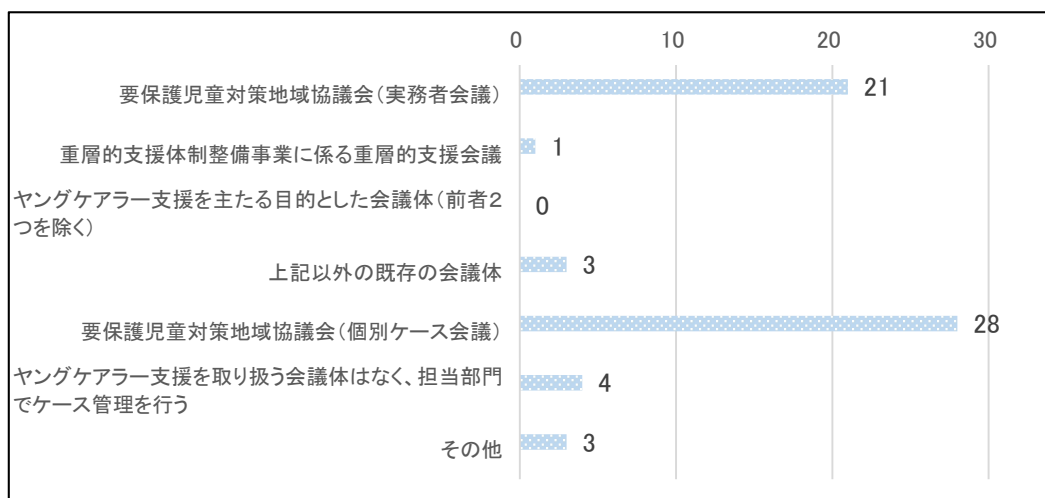 0 10 20 30
要保護児童対策地域協議会（実務者会議） 21
重層的支援体制整備事業に係る重層的支援会議 1
ヤングケアラー支援を主たる目的とした会議体（前者２
つを除く） 0
上記以外の既存の会議体 3
要保護児童対策地域協議会（個別ケース会議） 28
ヤングケアラー支援を取り扱う会議体はなく、担当部門
でケース管理を行う 4
その他 3